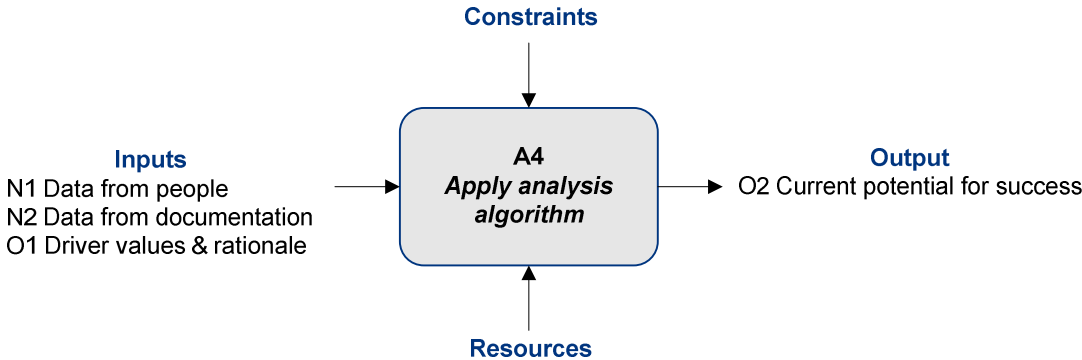 Constraints
Inputs
N1 Data from people
N2 Data from documentation
O1 Driver values & rationale
A4
Apply analysis
algorithm
Output
O2 Current potential for success
Resources